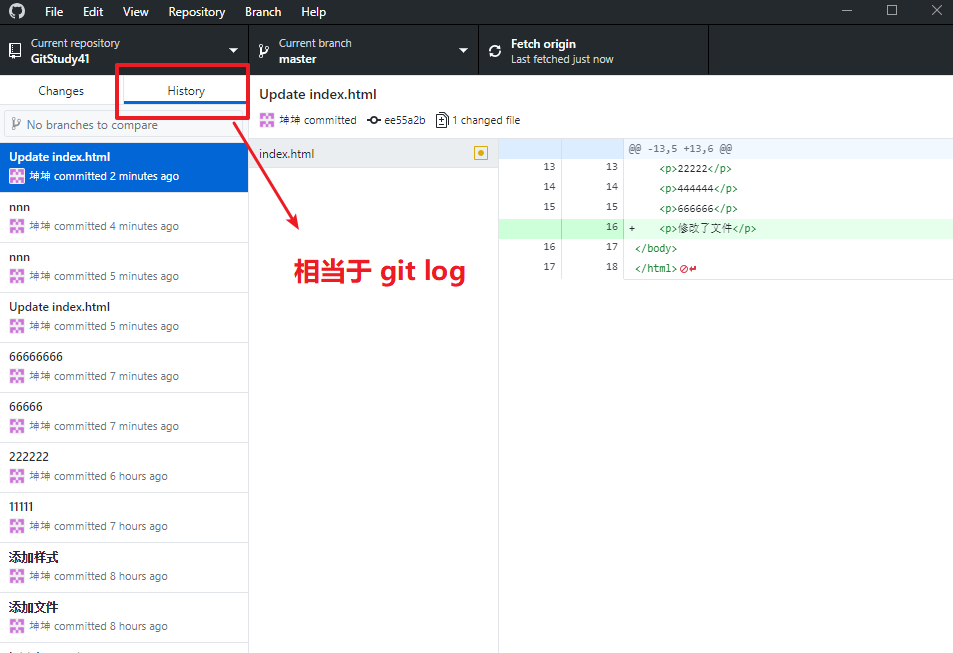 File Edit View Repository Branch Help
Current repository
GitStudy41
Current branch
master
Fetch origin
Last fetched just now
Changes
History
No branches to compare
Update index.html
坤坤 committed 2 minutes ago
nnn
坤坤 committed 4 minutes ago
nnn
坤坤 committed 5 minutes ago
Update index.html
坤坤 committed 5 minutes ago
66666666
坤坤 committed 7 minutes ago
66666
坤坤 committed 7 minutes ago
222222
坤坤 committed 6 hours ago
11111
坤坤 committed 7 hours ago
添加样式
坤坤 committed 8 hours ago
添加文件
坤坤 committed 8 hours ago
Update index.html
坤坤 committed ee55a2b 1 changed file
index.html
@@ -13,5 +13,6 @@
13 13 <p>22222</p>
14 14 <p>444444</p>
15 15 <p>666666</p>
16 + <p>修改了文件</p>
16 17 </body>
17 18 </html>
相当于 git log